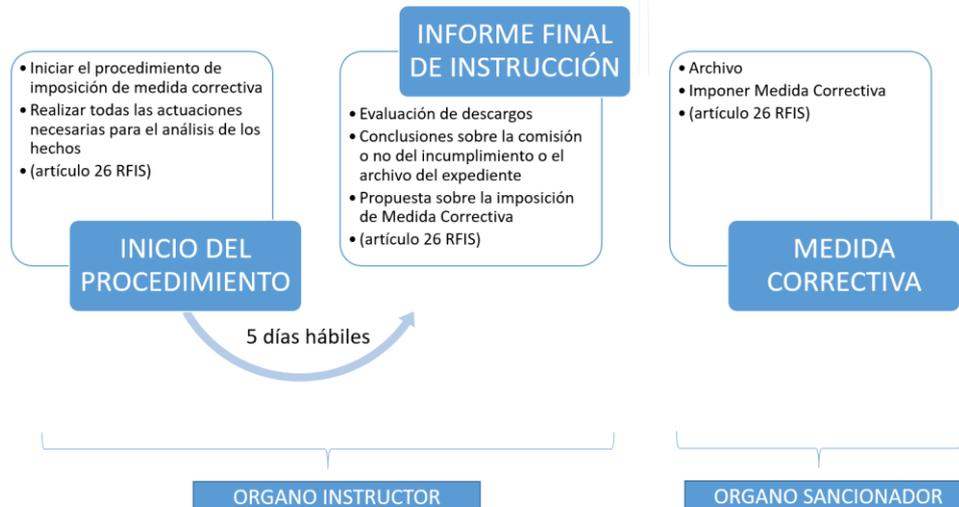 • Iniciar el procedimiento de
imposición de medida correctiva
• Realizar todas las actuaciones
necesarias para el análisis de los
hechos
• (artículo 26 RFIS)
INICIO DEL
PROCEDIMIENTO
5 días hábiles
INFORME FINAL
DE INSTRUCCIÓN
• Evaluación de descargos
• Conclusiones sobre la comisión
o no del incumplimiento o el
archivo del expediente
• Propuesta sobre la imposición
de Medida Correctiva
• (artículo 26 RFIS)
• Archivo
• Imponer Medida Correctiva
• (artículo 26 RFIS)
MEDIDA
CORRECTIVA
ORGANO INSTRUCTOR
ORGANO SANCIONADOR